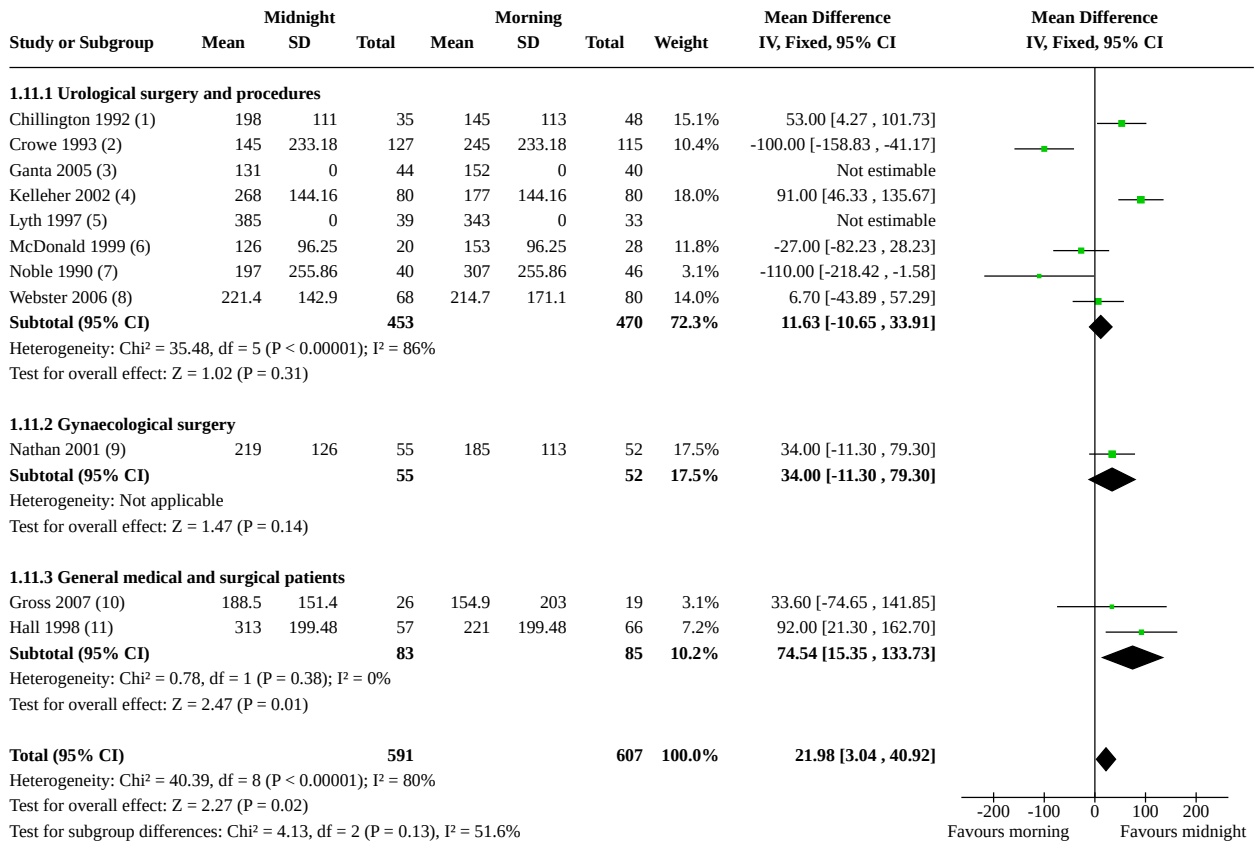 Midnight Morning Mean Difference Mean Difference
Study or Subgroup Mean SD Total Mean SD Total Weight IV, Fixed, 95% CI IV, Fixed, 95% CI
1.11.1 Urological surgery and procedures
Chillington 1992 (1) 198 111 35 145 113 48 15.1% 53.00 [4.27 , 101.73]
Crowe 1993 (2) 145 233.18 127 245 233.18 115 10.4% -100.00 [-158.83 , -41.17]
Ganta 2005 (3) 131 0 44 152 0 40 Not estimable
Kelleher 2002 (4) 268 144.16 80 177 144.16 80 18.0% 91.00 [46.33 , 135.67]
Lyth 1997 (5) 385 0 39 343 0 33 Not estimable
McDonald 1999 (6) 126 96.25 20 153 96.25 28 11.8% -27.00 [-82.23 , 28.23]
Noble 1990 (7) 197 255.86 40 307 255.86 46 3.1% -110.00 [-218.42 , -1.58]
Webster 2006 (8) 221.4 142.9 68 214.7 171.1 80 14.0% 6.70 [-43.89 , 57.29]
Subtotal (95% CI) 453 470 72.3% 11.63 [-10.65 , 33.91]
Heterogeneity: Chi² = 35.48, df = 5 (P < 0.00001); I² = 86%
Test for overall effect: Z = 1.02 (P = 0.31)
1.11.2 Gynaecological surgery
Nathan 2001 (9) 219 126 55 185 113 52 17.5% 34.00 [-11.30 , 79.30]
Subtotal (95% CI) 55 52 17.5% 34.00 [-11.30 , 79.30]
Heterogeneity: Not applicable
Test for overall effect: Z = 1.47 (P = 0.14)
1.11.3 General medical and surgical patients
Gross 2007 (10) 188.5 151.4 26 154.9 203 19 3.1% 33.60 [-74.65 , 141.85]
Hall 1998 (11) 313 199.48 57 221 199.48 66 7.2% 92.00 [21.30 , 162.70]
Subtotal (95% CI) 83 85 10.2% 74.54 [15.35 , 133.73]
Heterogeneity: Chi² = 0.78, df = 1 (P = 0.38); I² = 0%
Test for overall effect: Z = 2.47 (P = 0.01)
Total (95% CI) 591 607 100.0% 21.98 [3.04 , 40.92]
Heterogeneity: Chi² = 40.39, df = 8 (P < 0.00001); I² = 80%
Test for overall effect: Z = 2.27 (P = 0.02)
Test for subgroup differences: Chi² = 4.13, df = 2 (P = 0.13), I² = 51.6%
-200 -100 0 100 200
Favours morning Favours midnight